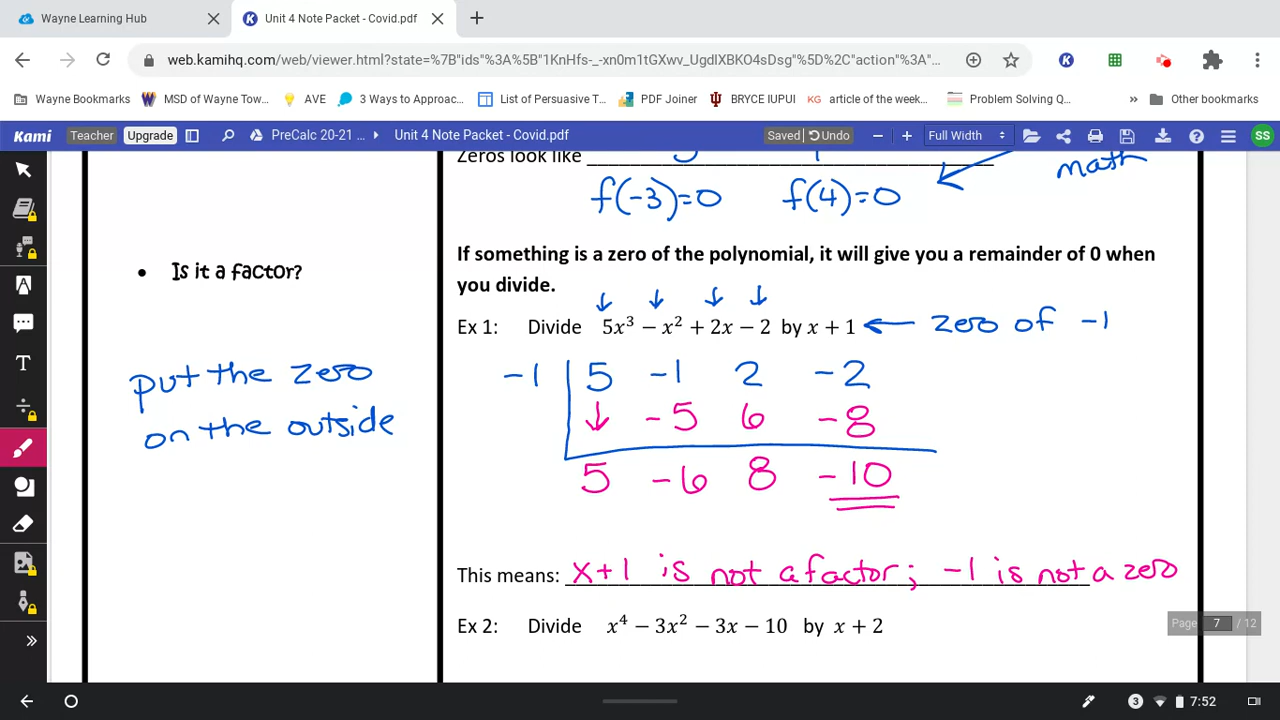 Wayne Learning Hub
Unit 4 Note Packet - Covid.pdf
web.kamihq.com/web/viewer.html?state=%7B"ids"%3A%5B"1KnHfs-_-xn0m1tGXwv_UgdIXBKO4sDsg"%5D%2C"action"%3A"...
Wayne Bookmarks
MSD of Wayne Tow...
AVE
3 Ways to Approac...
List of Persuasive T...
PDF Joiner
BRYCE IUPUI
KG article of the week...
Problem Solving Q...
»
Other bookmarks
Kami Teacher Upgrade PreCalc 20-21 ... Unit 4 Note Packet - Covid.pdf Saved Undo Full Width SS
Zeros look like
math
f(-3)=0 f(4)=0
If something is a zero of the polynomial, it will give you a remainder of 0 when
you divide.
• Is it a factor?
Ex 1: Divide 5x³ − x² + 2x − 2 by x + 1 ← zero of -1
put the zero
on the outside
-1 | 5 -1 2 -2
↓ -5 6 -8
5 -6 8 -10
This means: x+1 is not a factor; -1 is not a zero
Ex 2: Divide x⁴ − 3x² − 3x − 10 by x + 2
Page 7 / 12
3 7:52